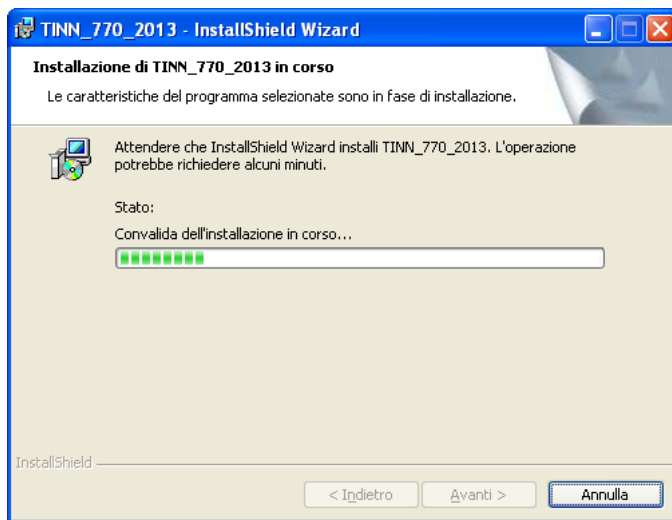 TINN_770_2013 - InstallShield Wizard
Installazione di TINN_770_2013 in corso
Le caratteristiche del programma selezionate sono in fase di installazione.
Attendere che InstallShield Wizard installi TINN_770_2013. L'operazione
potrebbe richiedere alcuni minuti.
Stato:
Convalida dell'installazione in corso...
InstallShield
< Indietro
Avanti >
Annulla